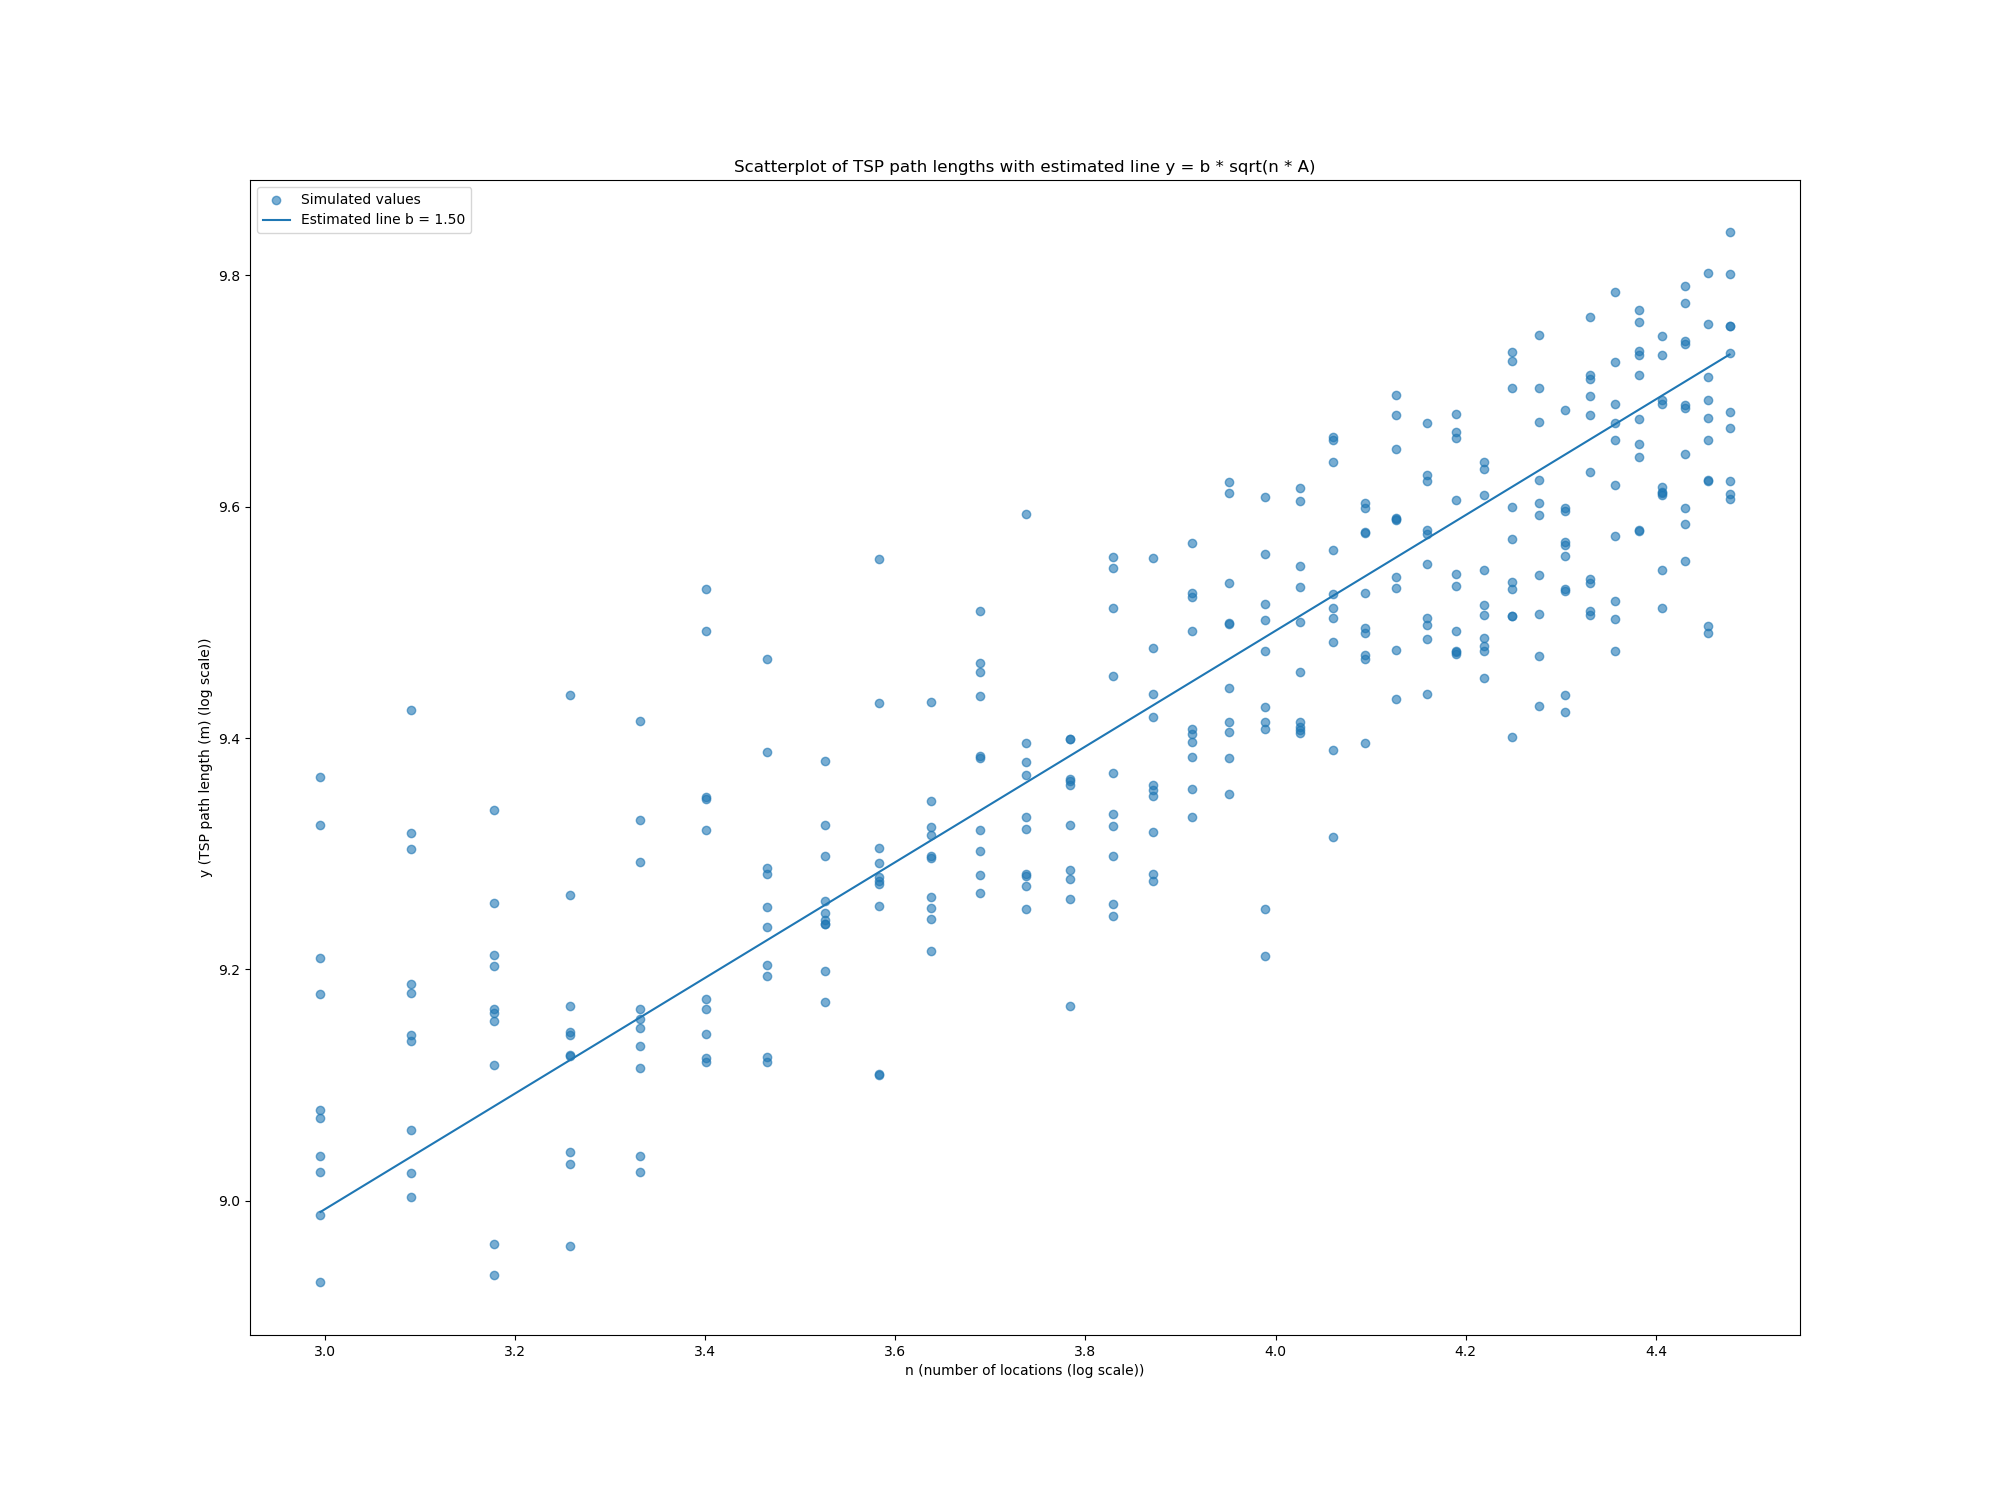 Scatterplot of TSP path lengths with estimated line y = b * sqrt(n * A)
Simulated values
Estimated line b = 1.50
9.8
9.6
9.4
9.2
9.0
y (TSP path length (m) (log scale))
3.0 3.2 3.4 3.6 3.8 4.0 4.2 4.4
n (number of locations (log scale))